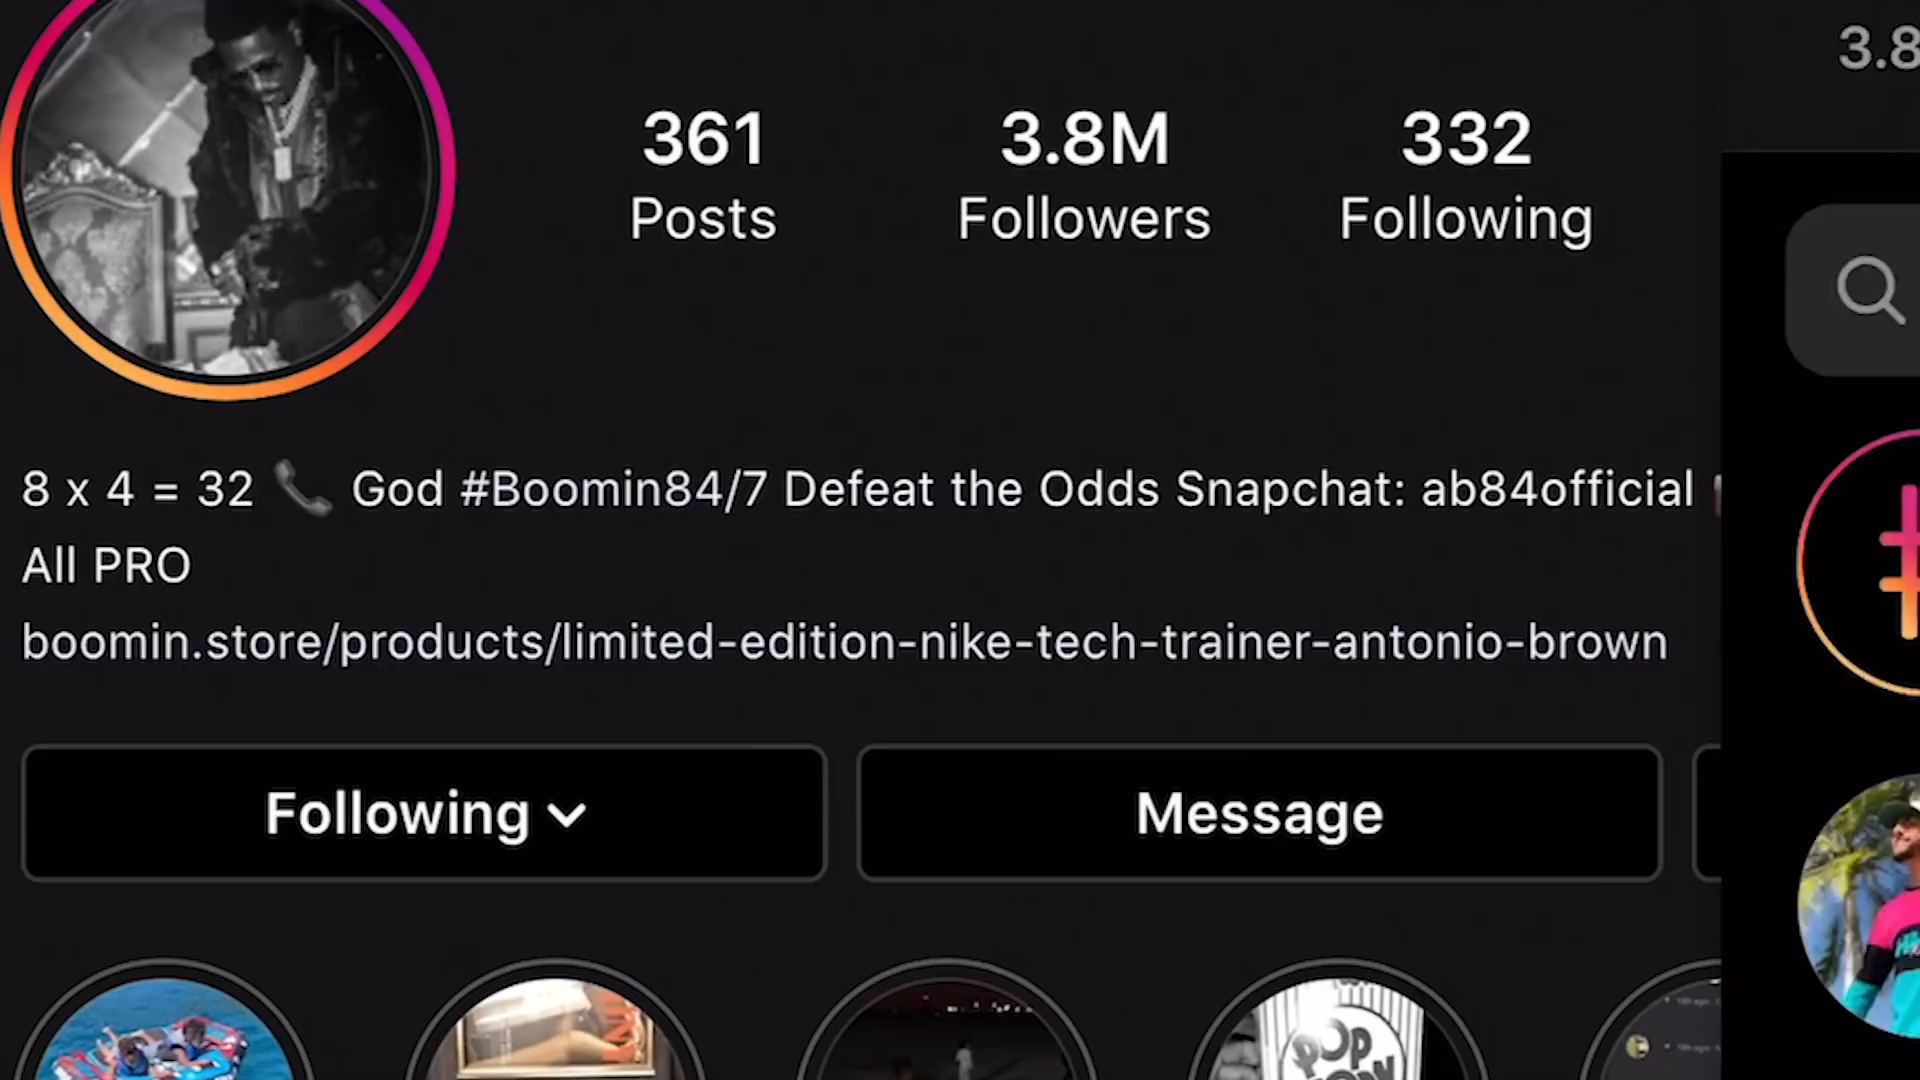 361
Posts
3.8M
Followers
332
Following
3.8
8 x 4 = 32 📞 God #Boomin84/7 Defeat the Odds Snapchat: ab84official
All PRO
boomin.store/products/limited-edition-nike-tech-trainer-antonio-brown
Following
Message
POP